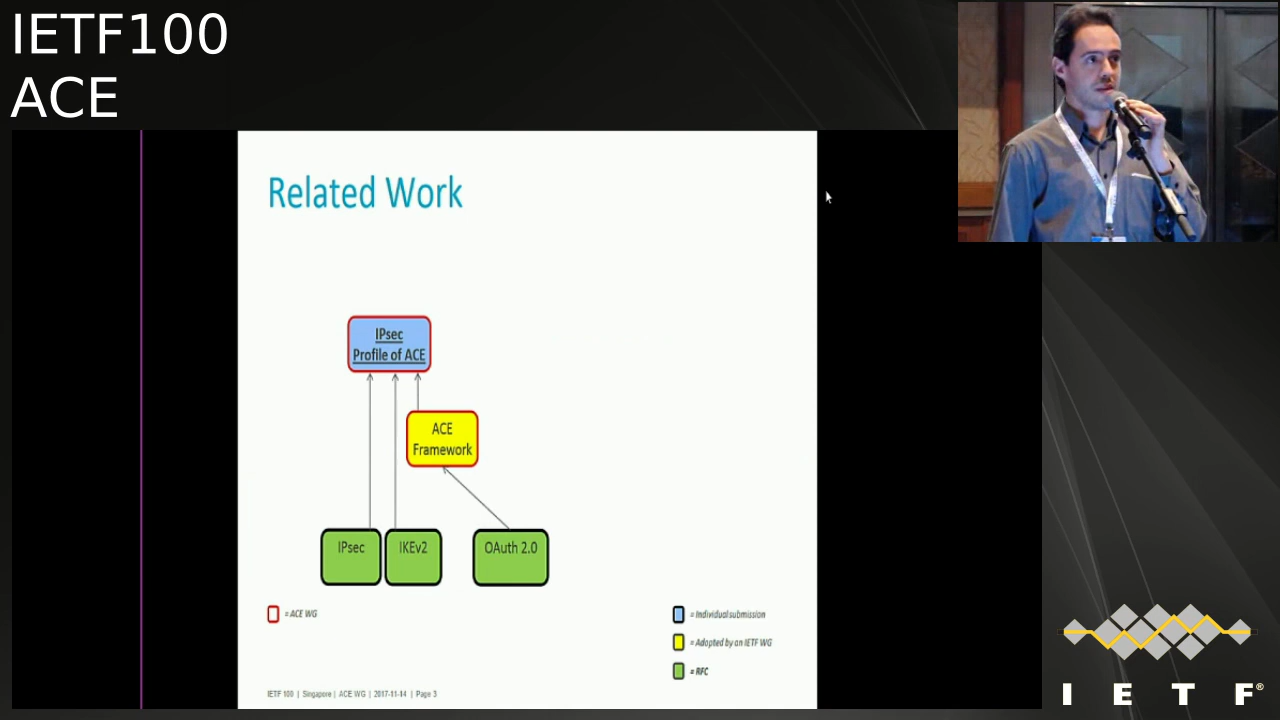 IETF100
ACE
Related Work
IPsec
Profile of ACE
ACE
Framework
IPsec
IKEv2
OAuth 2.0
= ACE WG
= Individual submission
= Adopted by an IETF WG
= RFC
IETF 100 | Singapore | ACE WG | 2017-11-14 | Page 3
I E T F®